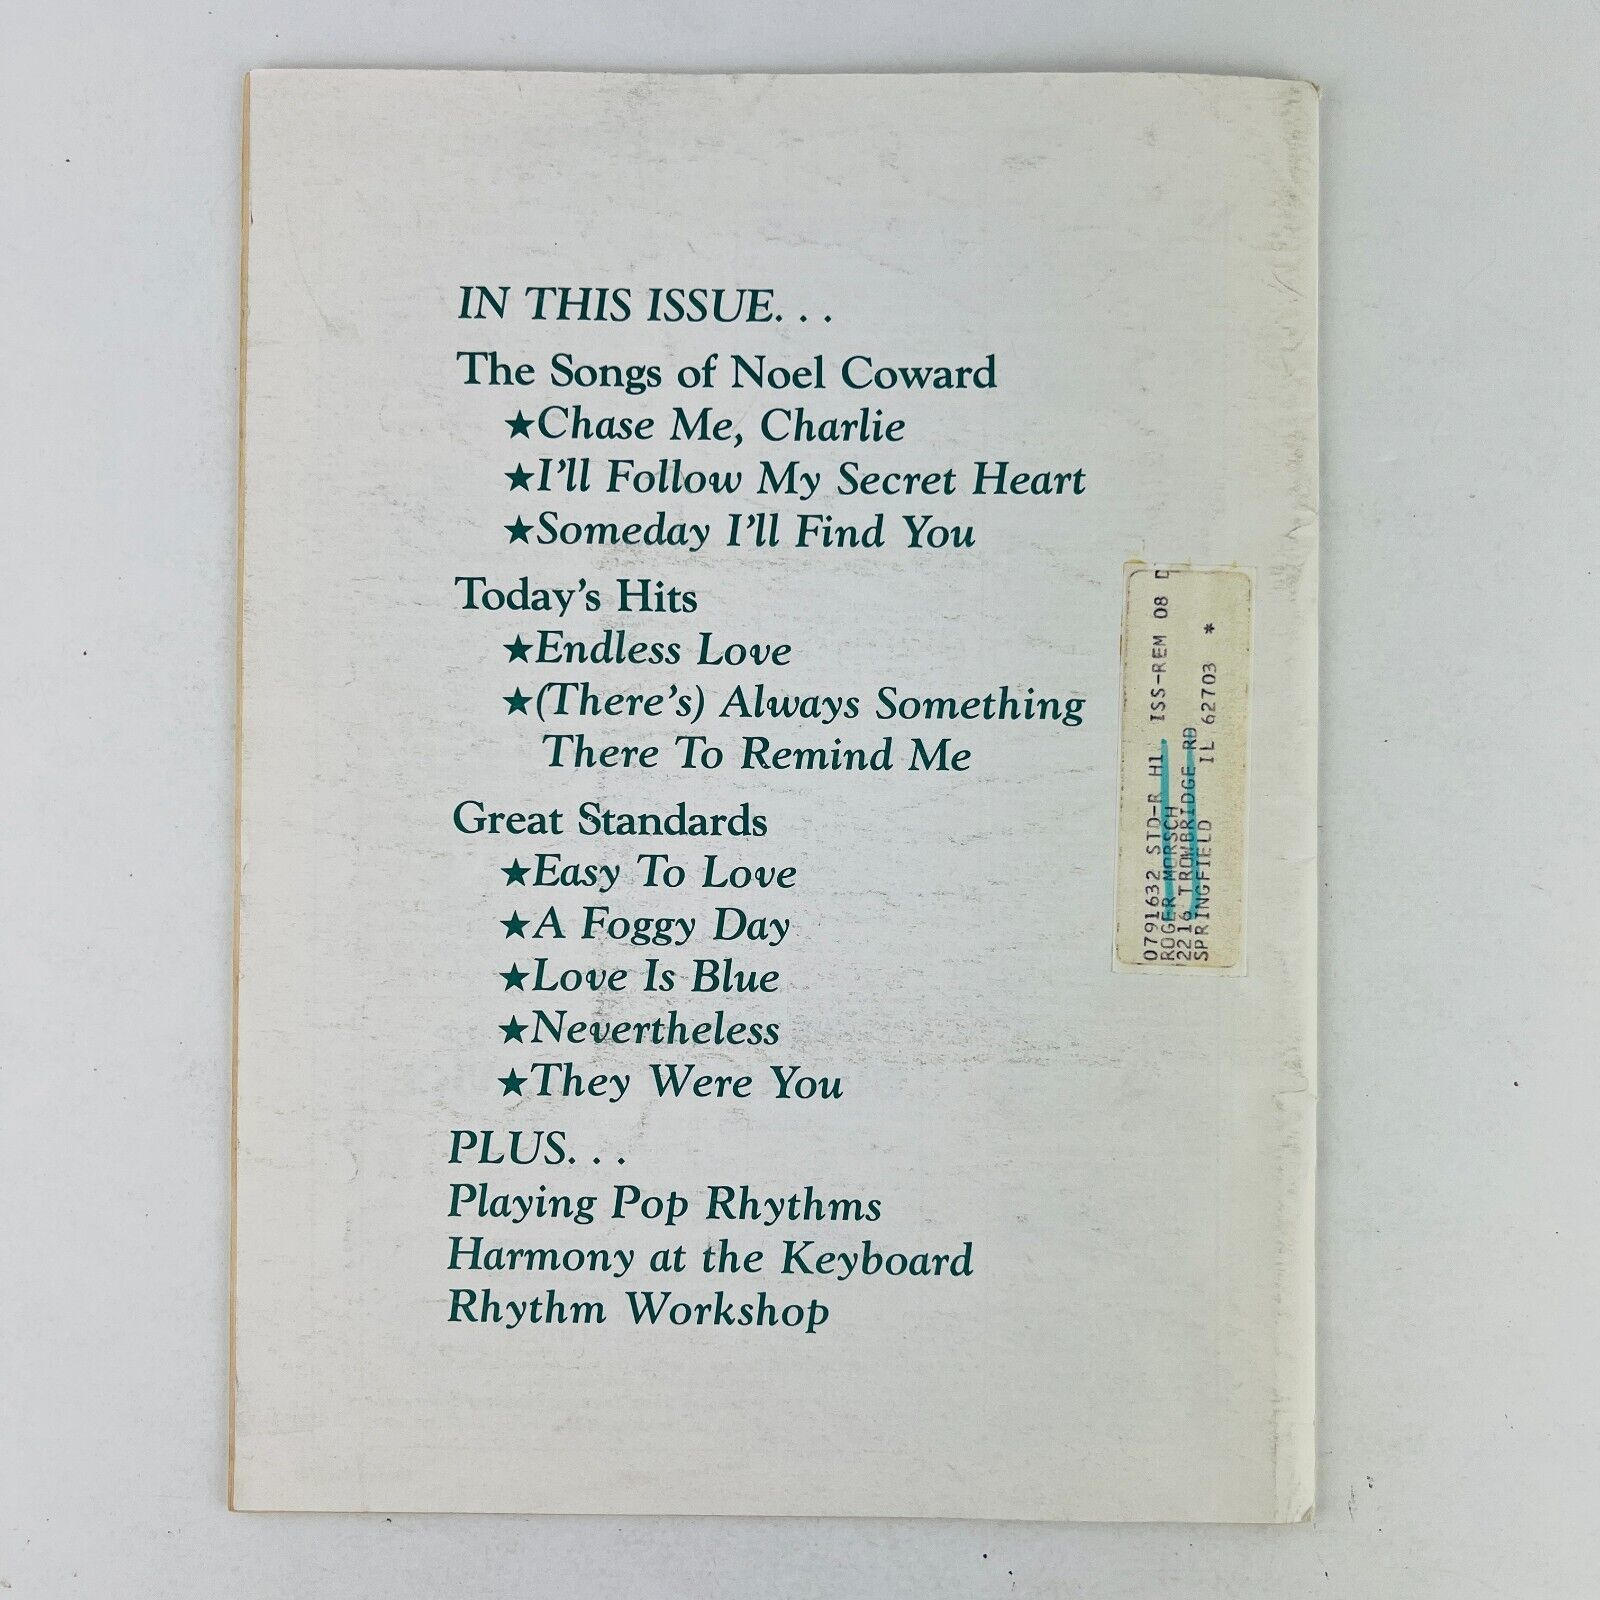 IN THIS ISSUE. . .
The Songs of Noel Coward
★Chase Me, Charlie
★I'll Follow My Secret Heart
★Someday I'll Find You
Today's Hits
★Endless Love
★(There's) Always Something
There To Remind Me
Great Standards
★Easy To Love
★A Foggy Day
★Love Is Blue
★Nevertheless
★They Were You
PLUS. . .
Playing Pop Rhythms
Harmony at the Keyboard
Rhythm Workshop
0791632 STD-R H1 ISS-REM 08 D
ROGER MORSCH
2216 TROWBRIDGE RD
SPRINGFIELD IL 62703 *